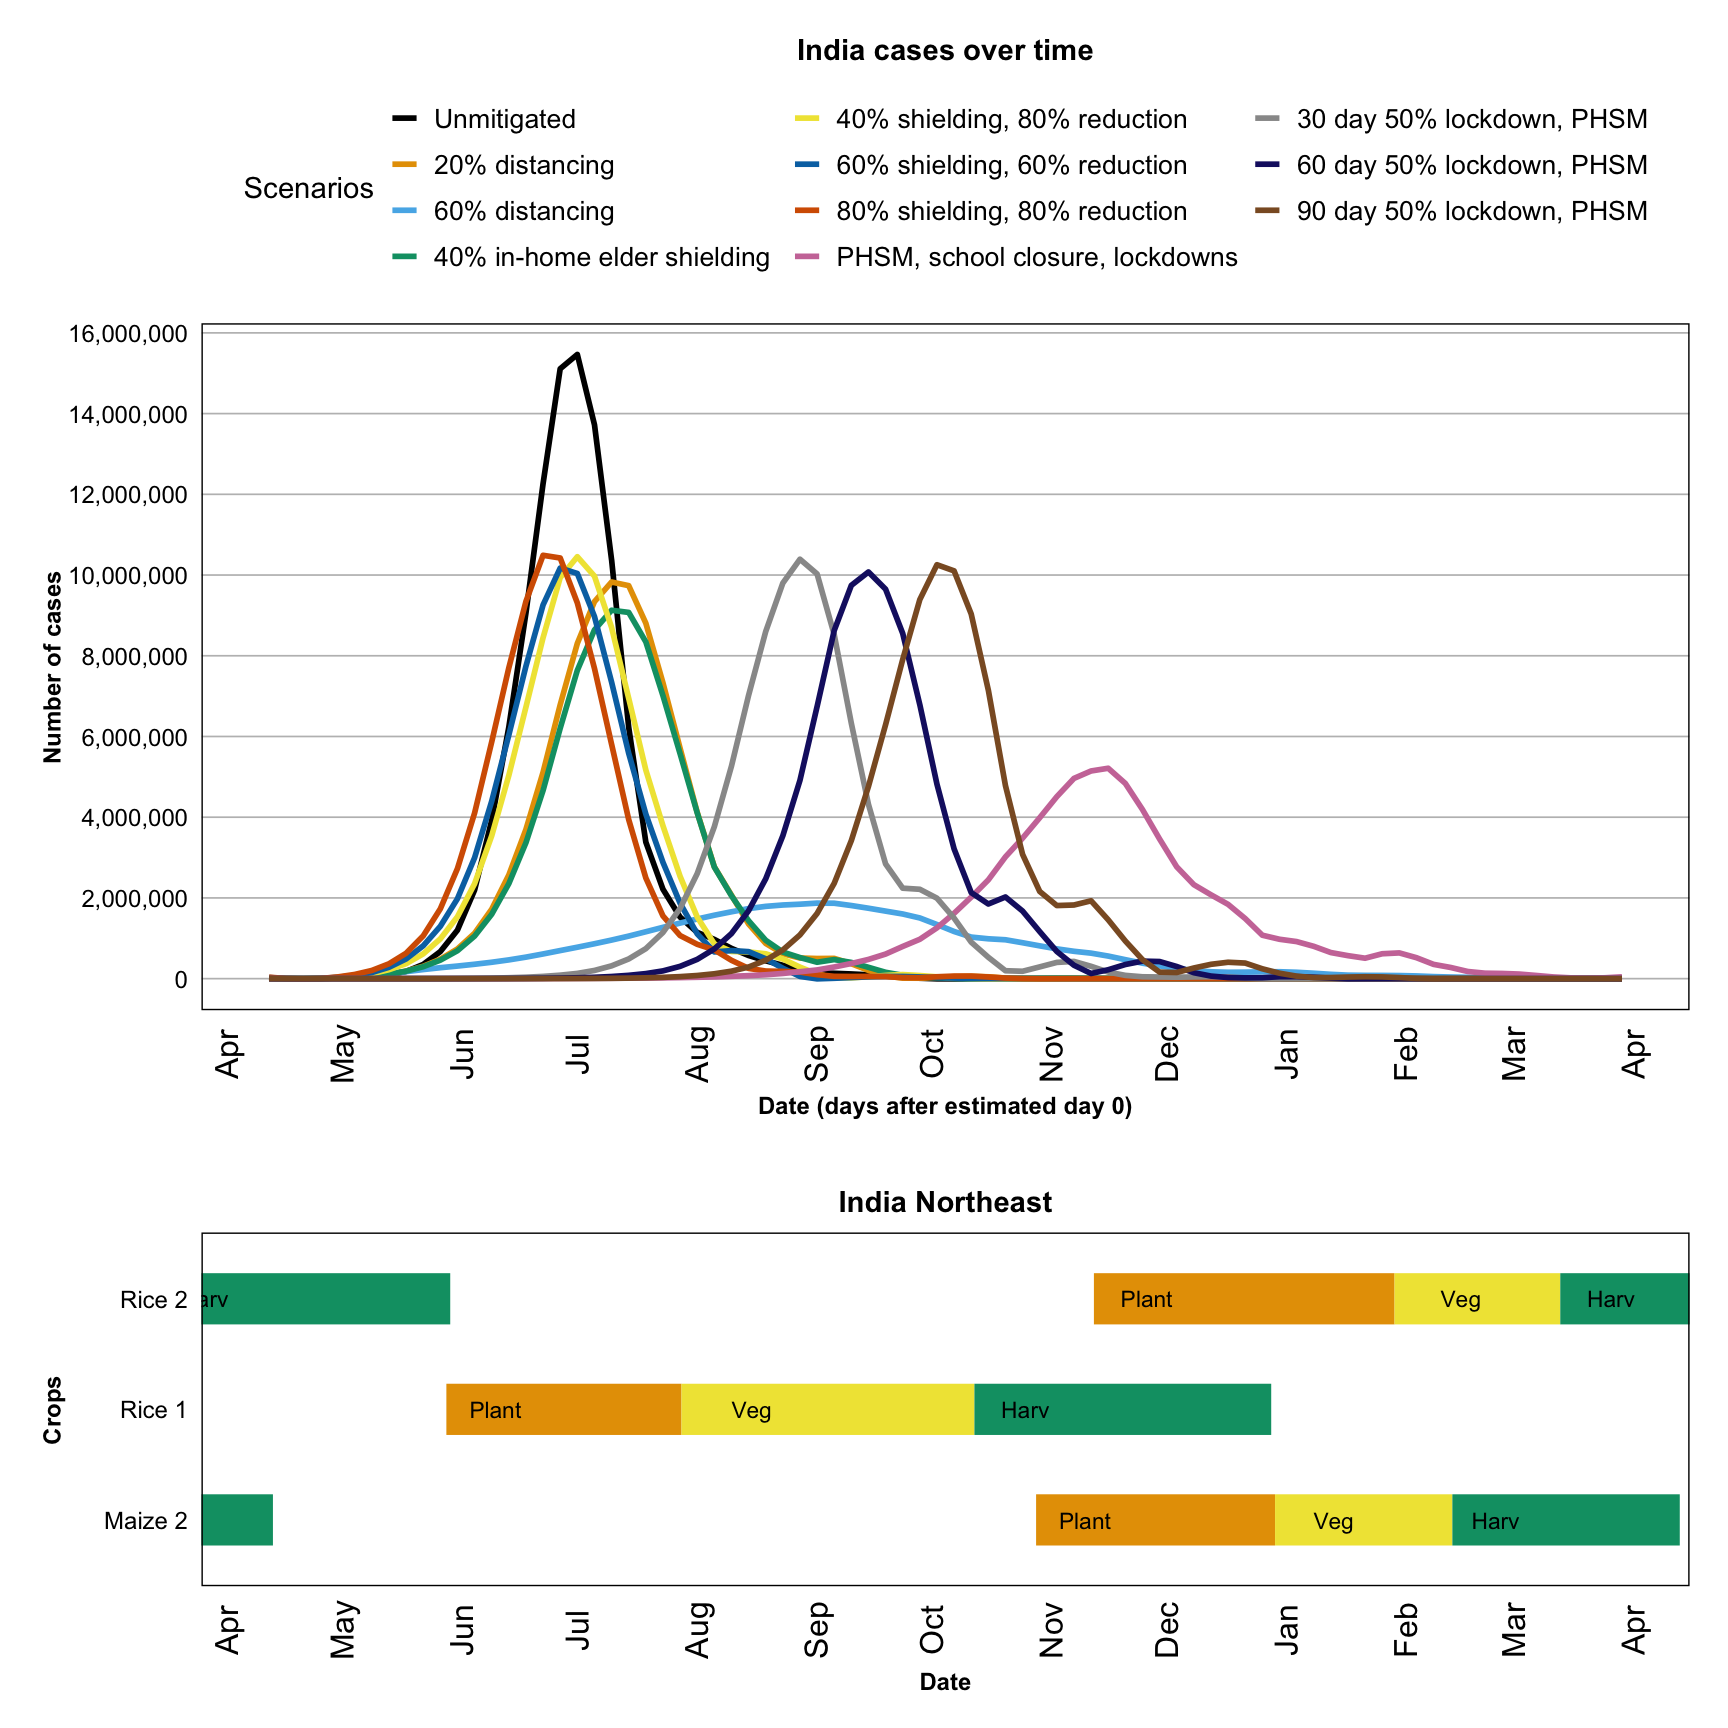 India cases over time
Scenarios
Unmitigated
20% distancing
60% distancing
40% in-home elder shielding
40% shielding, 80% reduction
60% shielding, 60% reduction
80% shielding, 80% reduction
PHSM, school closure, lockdowns
30 day 50% lockdown, PHSM
60 day 50% lockdown, PHSM
90 day 50% lockdown, PHSM
Number of cases
16,000,000
14,000,000
12,000,000
10,000,000
8,000,000
6,000,000
4,000,000
2,000,000
0
Apr May Jun Jul Aug Sep Oct Nov Dec Jan Feb Mar Apr
Date (days after estimated day 0)
India Northeast
Crops
Rice 2 arv Plant Veg Harv
Rice 1 Plant Veg Harv
Maize 2 Plant Veg Harv
Apr May Jun Jul Aug Sep Oct Nov Dec Jan Feb Mar Apr
Date